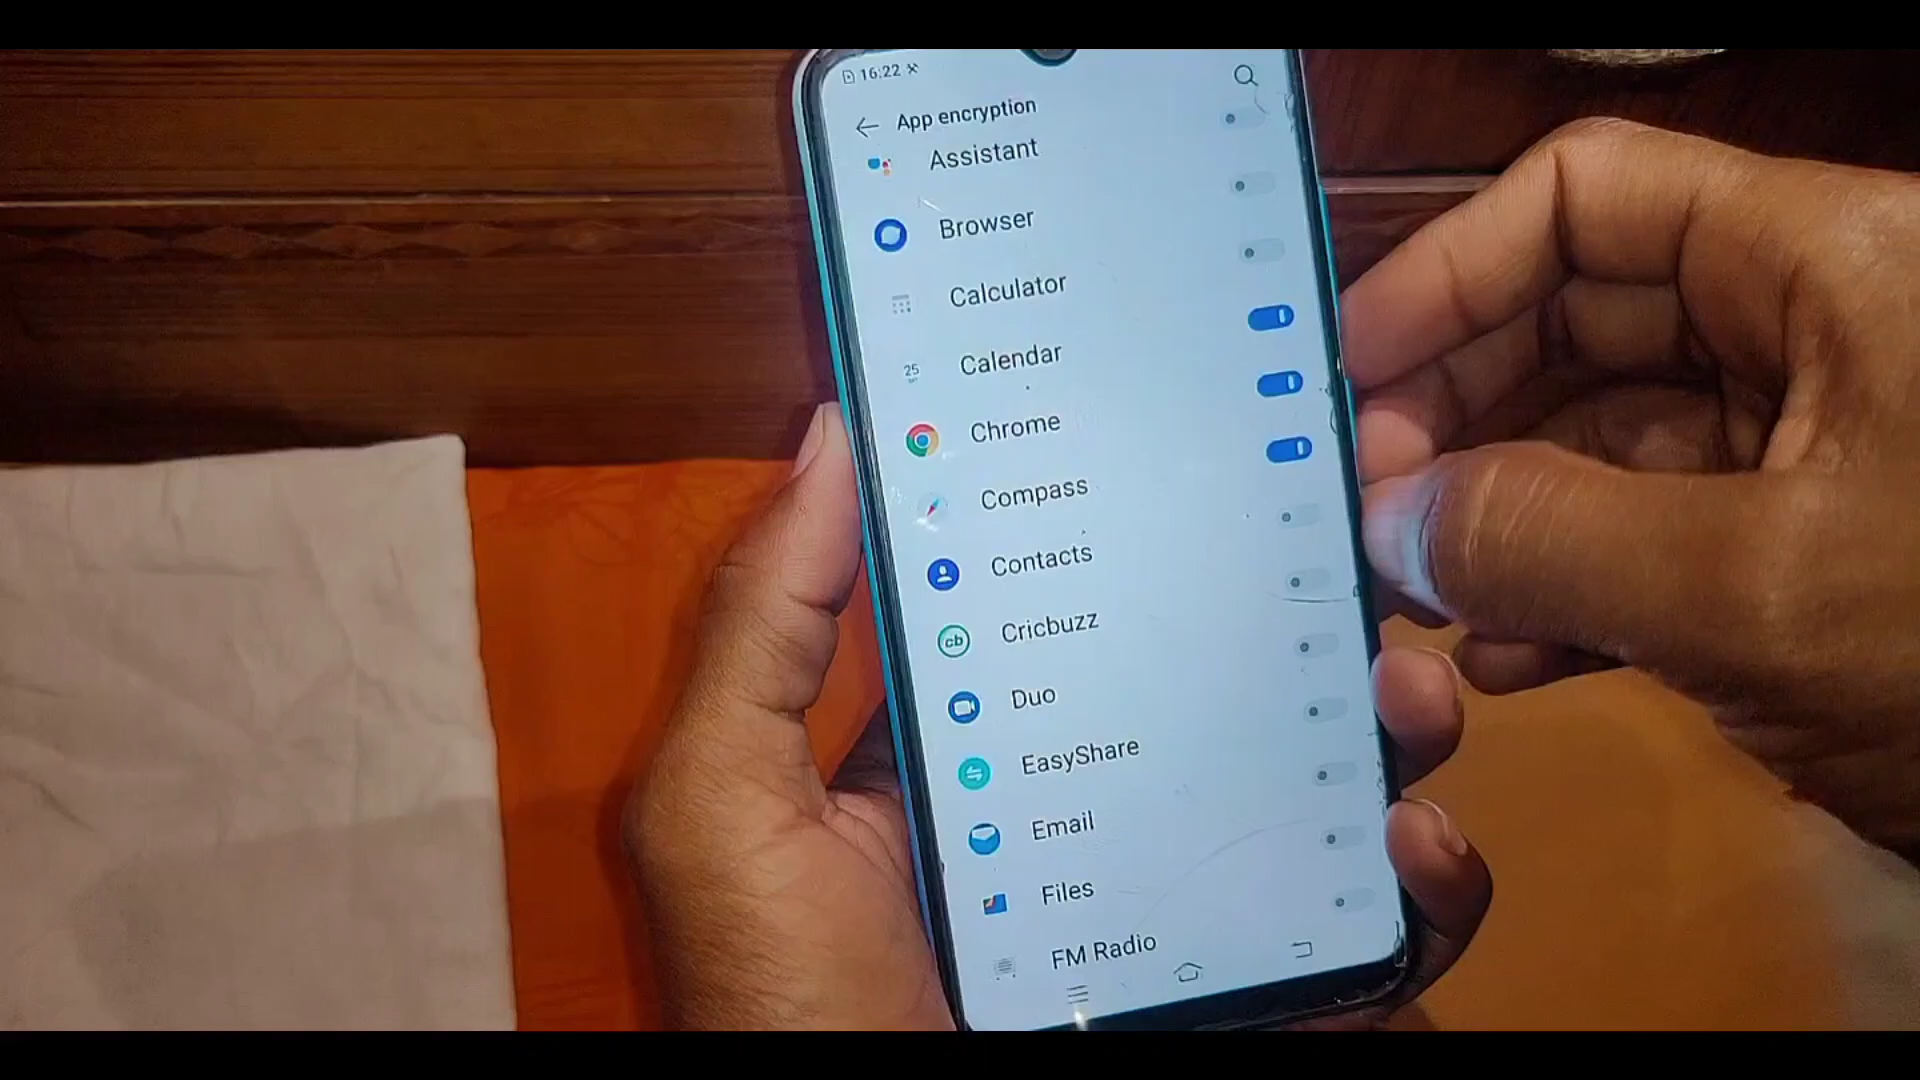 16:22
App encryption
Assistant
Browser
Calculator
25
Calendar
Chrome
Compass
Contacts
cb
Cricbuzz
Duo
EasyShare
Email
Files
FM Radio